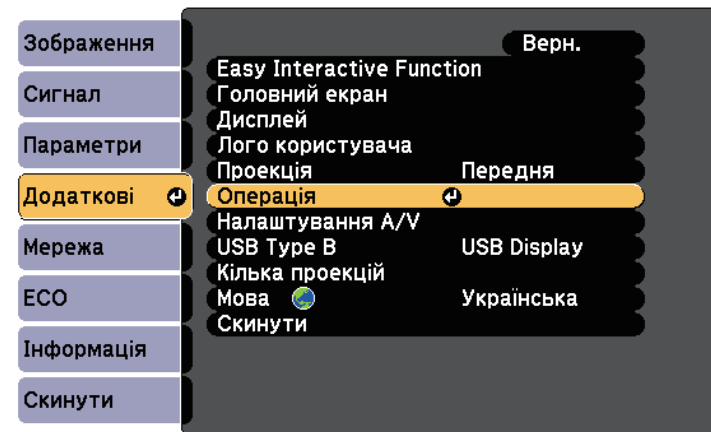 Зображення
Сигнал
Параметри
Додаткові
Мережа
ECO
Інформація
Скинути
Верн.
Easy Interactive Function
Головний екран
Дисплей
Лого користувача
Проекція Передня
Операція
Налаштування A/V
USB Type B USB Display
Кілька проекцій
Мова Українська
Скинути